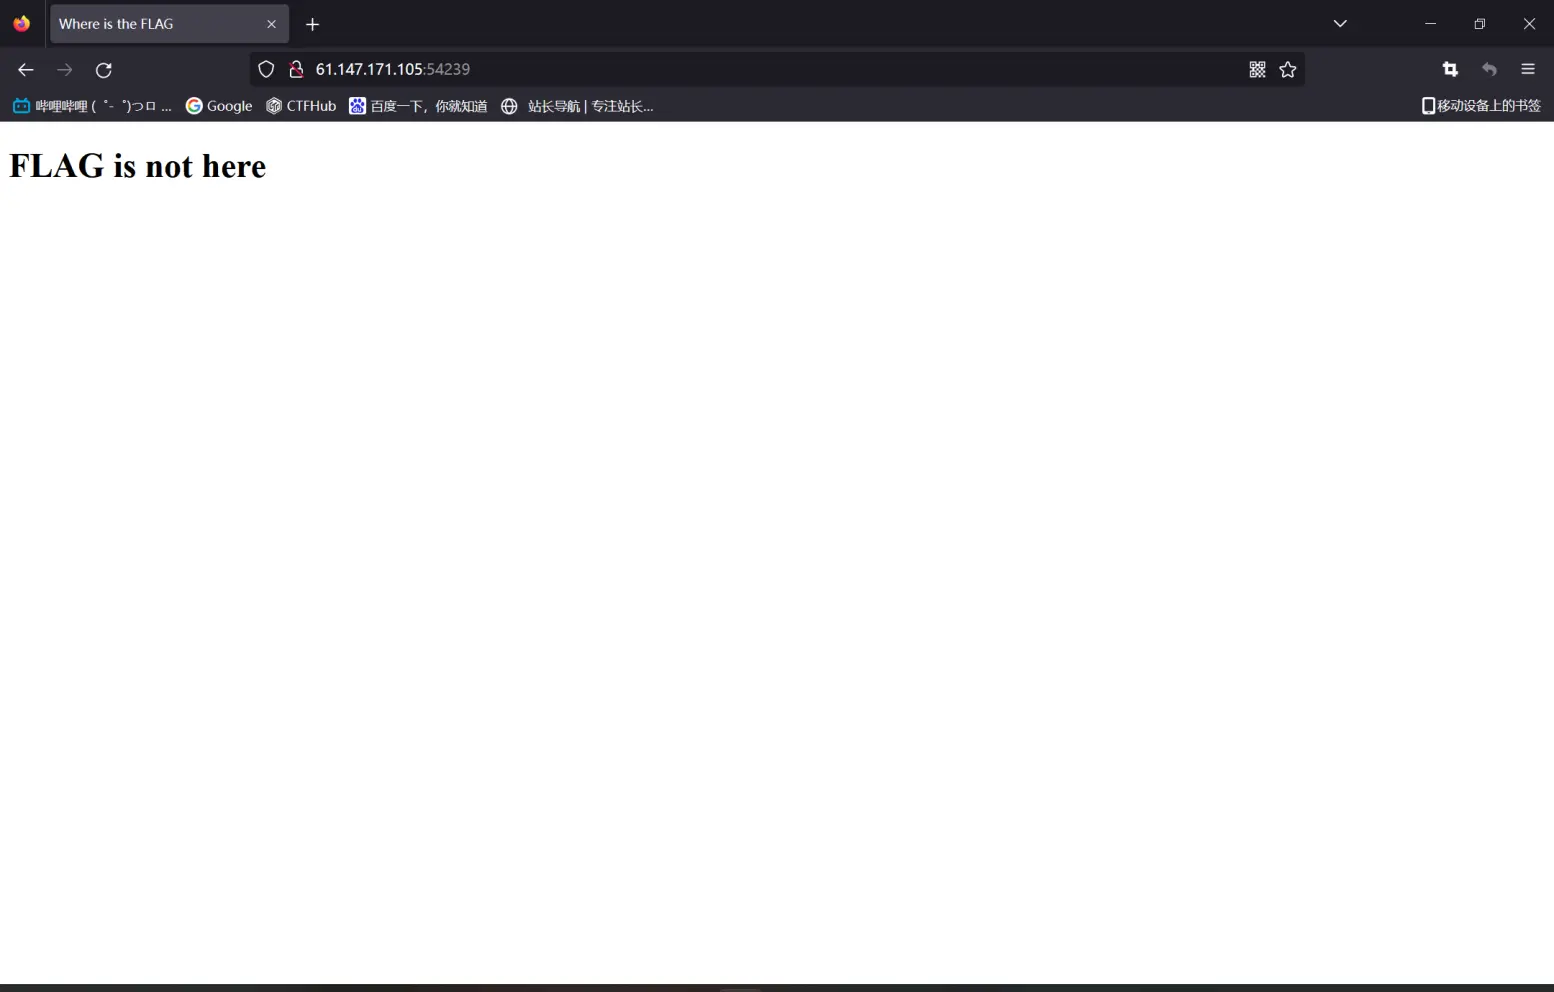 Where is the FLAG
61.147.171.105:54239
哔哩哔哩 (゜-゜)つロ ... Google CTFHub 百度一下，你就知道 站长导航 | 专注站长... 移动设备上的书签
FLAG is not here